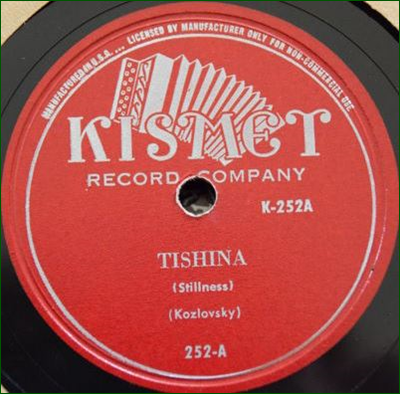 MANUFACTURED IN U.S.A. ... LICENSED BY MANUFACTURER ONLY FOR NON-COMMERCIAL USE
KISMET
RECORD COMPANY
K-252A
TISHINA
(Stillness)
(Kozlovsky)
252-A